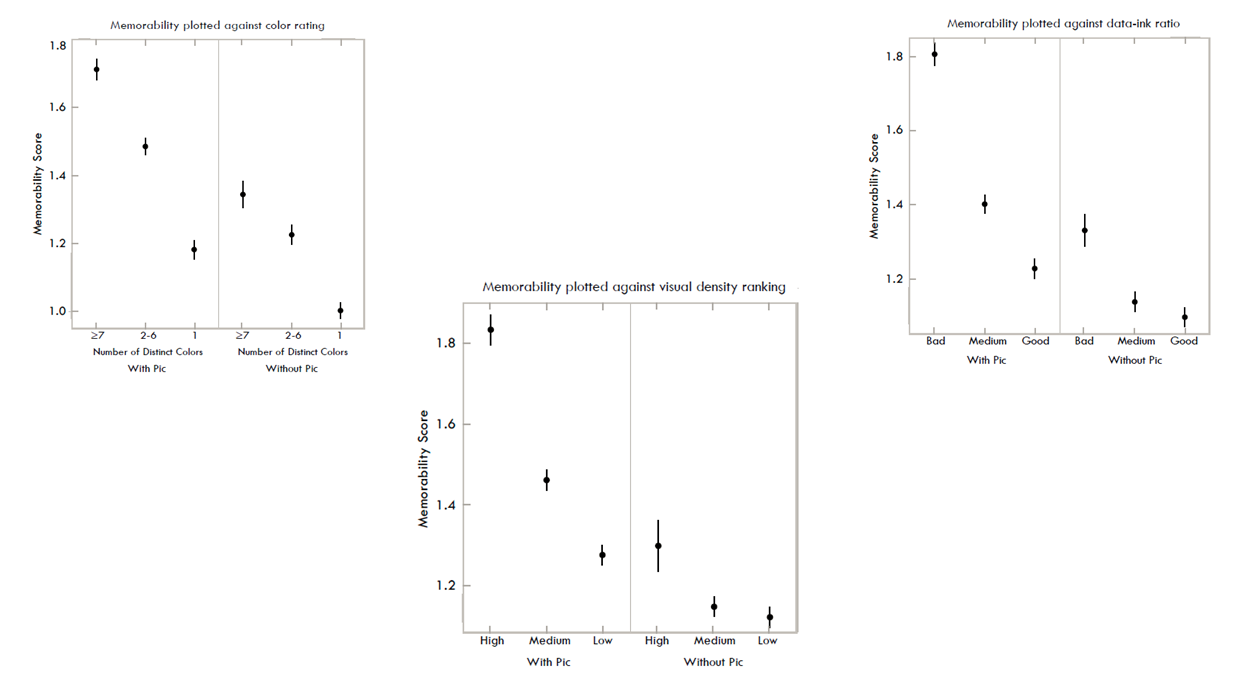 Memorability plotted against color rating
Memorability Score
1.8
1.6
1.4
1.2
1.0
≥7 2-6 1 ≥7 2-6 1
Number of Distinct Colors Number of Distinct Colors
With Pic Without Pic
Memorability plotted against visual density ranking
Memorability Score
1.8
1.6
1.4
1.2
High Medium Low High Medium Low
With Pic Without Pic
Memorability plotted against data-ink ratio
Memorability Score
1.8
1.6
1.4
1.2
Bad Medium Good Bad Medium Good
With Pic Without Pic